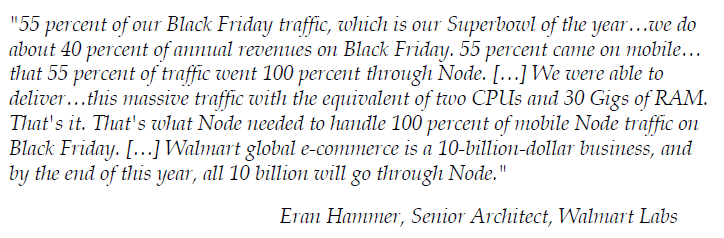 "55 percent of our Black Friday traffic, which is our Superbowl of the year…we do
about 40 percent of annual revenues on Black Friday. 55 percent came on mobile…
that 55 percent of traffic went 100 percent through Node. […] We were able to
deliver…this massive traffic with the equivalent of two CPUs and 30 Gigs of RAM.
That's it. That's what Node needed to handle 100 percent of mobile Node traffic on
Black Friday. […] Walmart global e-commerce is a 10-billion-dollar business, and
by the end of this year, all 10 billion will go through Node."
Eran Hammer, Senior Architect, Walmart Labs